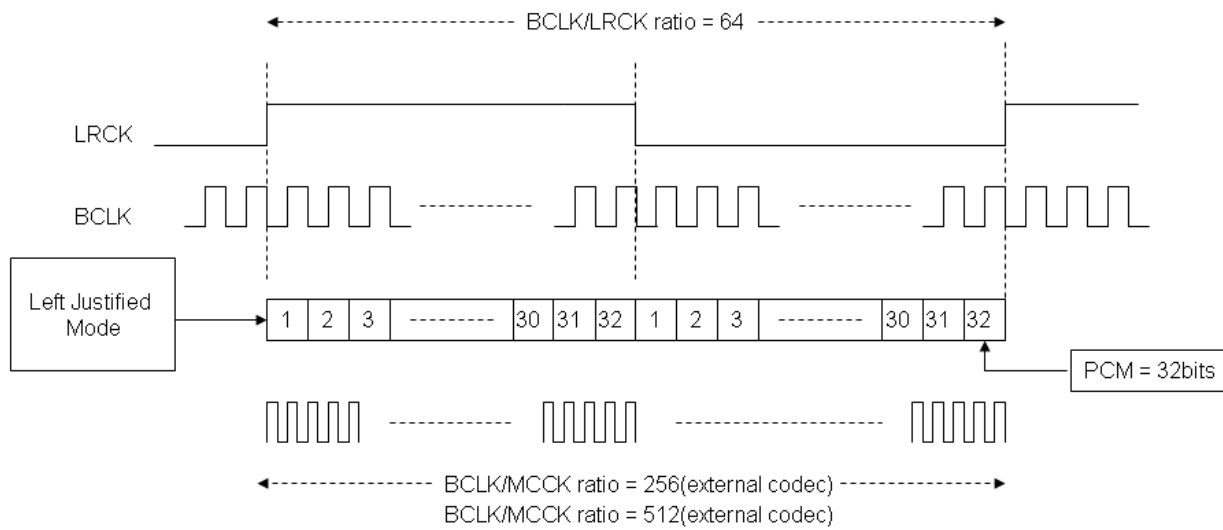 BCLK/LRCK ratio = 64
LRCK
BCLK
Left Justified
Mode
1 2 3 30 31 32 1 2 3 30 31 32
PCM = 32bits
BCLK/MCCK ratio = 256(external codec)
BCLK/MCCK ratio = 512(external codec)